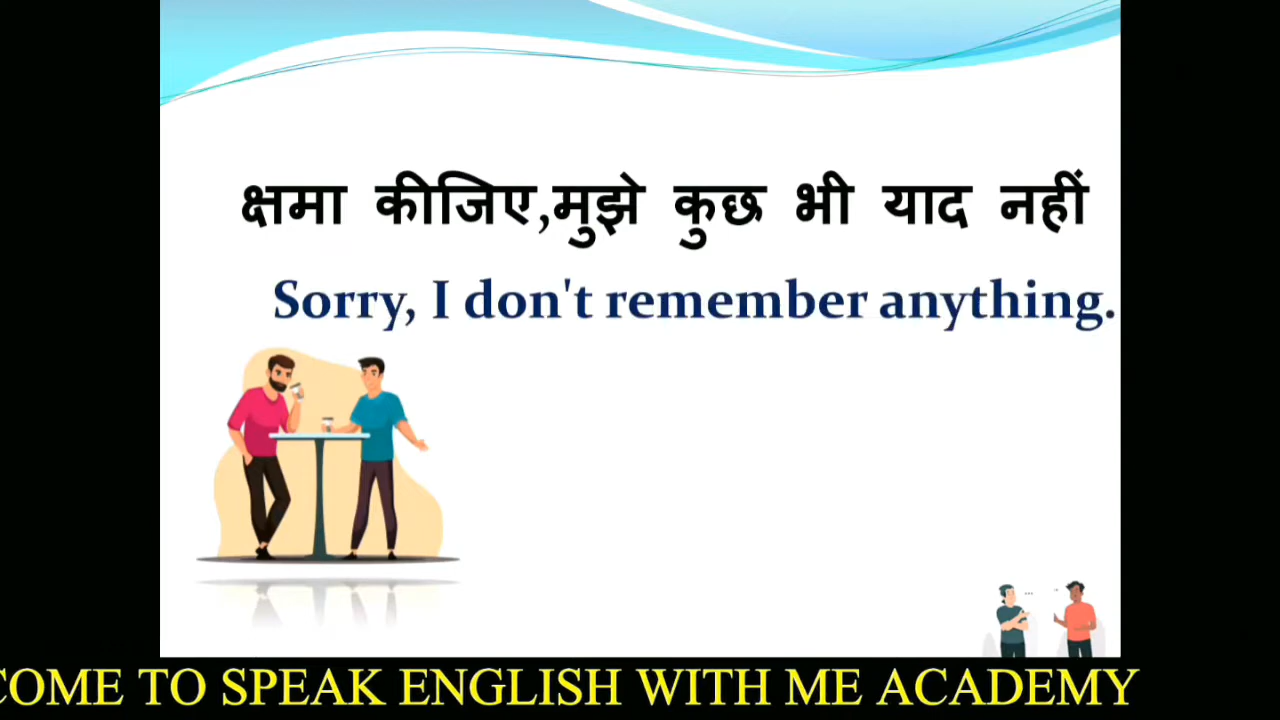 क्षमा कीजिए,मुझे कुछ भी याद नहीं
Sorry, I don't remember anything.
COME TO SPEAK ENGLISH WITH ME ACADEMY